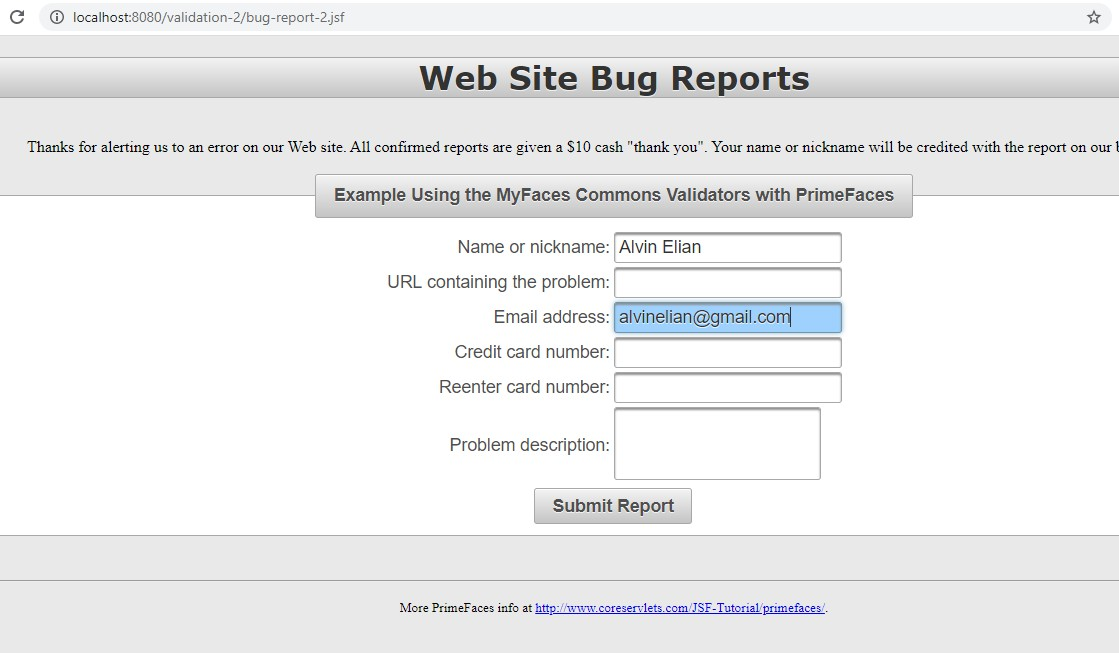 localhost:8080/validation-2/bug-report-2.jsf
Web Site Bug Reports
Thanks for alerting us to an error on our Web site. All confirmed reports are given a $10 cash "thank you". Your name or nickname will be credited with the report on our
Example Using the MyFaces Commons Validators with PrimeFaces
Name or nickname: Alvin Elian
URL containing the problem:
Email address: alvinelian@gmail.com
Credit card number:
Reenter card number:
Problem description:
Submit Report
More PrimeFaces info at http://www.coreservlets.com/JSF-Tutorial/primefaces/.